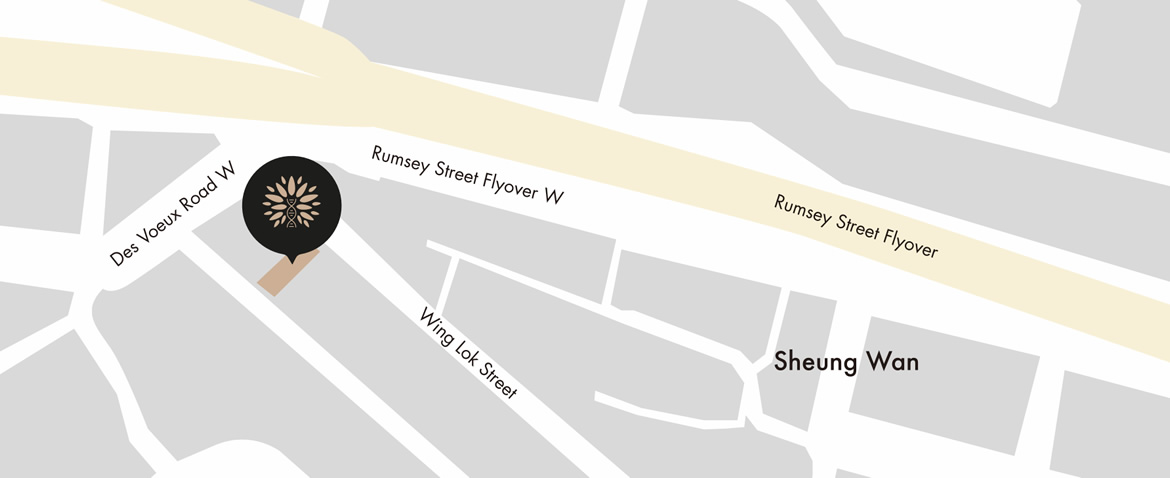 Des Voeux Road W
Rumsey Street Flyover W
Rumsey Street Flyover
Wing Lok Street
Sheung Wan